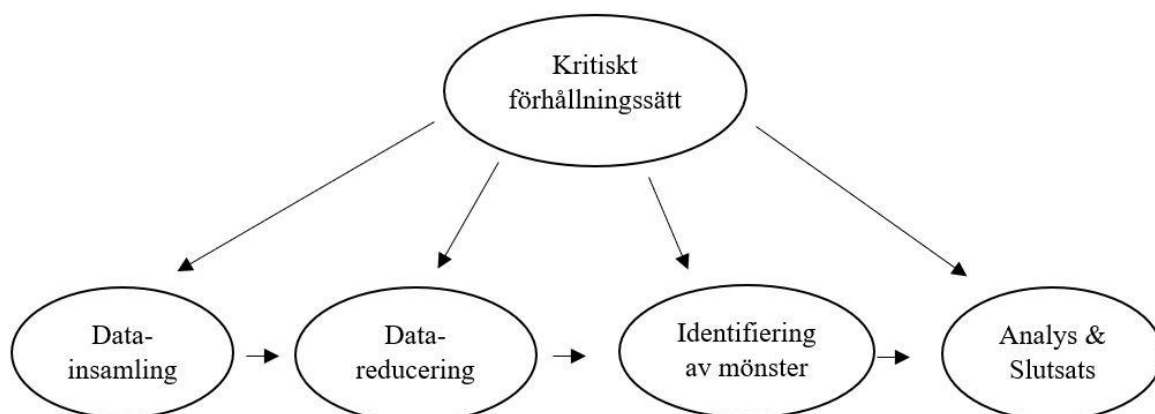 Kritiskt
förhållningssätt
Data-
insamling
Data-
reducering
Identifiering
av mönster
Analys &
Slutsats